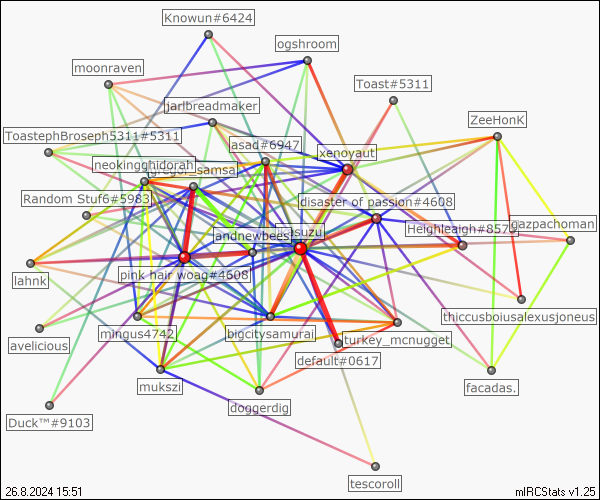 Knowun#6424
ogshroom
moonraven
Toast#5311
jarlbreadmaker
ZeeHonK
ToastephBroseph5311#5311
asad#6947
xenoyaut
neokingghidorah
gregor_samsa
Random Stuf6#5983
disaster of passion#4608
gazpachoman
Heighleaigh#8570
andnewbees
pink hair woag#4608
lahnk
thiccusboiusalexusjoneus
mingus4742
bigcitysamurai
turkey_mcnugget
avelicious
default#0617
mukszi
facadas.
doggerdig
Duck™#9103
tescoroll
26.8.2024 15:51
mIRCStats v1.25